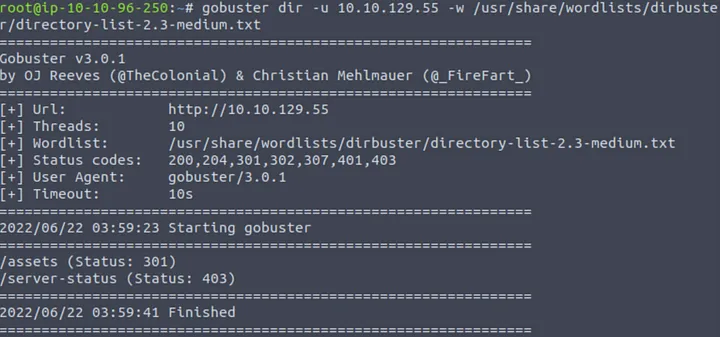 root@ip-10-10-96-250:~# gobuster dir -u 10.10.129.55 -w /usr/share/wordlists/dirbuste
r/directory-list-2.3-medium.txt
===============================================================
Gobuster v3.0.1
by OJ Reeves (@TheColonial) & Christian Mehlmauer (@_FireFart_)
===============================================================
[+] Url:            http://10.10.129.55
[+] Threads:        10
[+] Wordlist:       /usr/share/wordlists/dirbuster/directory-list-2.3-medium.txt
[+] Status codes:   200,204,301,302,307,401,403
[+] User Agent:     gobuster/3.0.1
[+] Timeout:        10s
===============================================================
2022/06/22 03:59:23 Starting gobuster
===============================================================
/assets (Status: 301)
/server-status (Status: 403)
===============================================================
2022/06/22 03:59:41 Finished
===============================================================